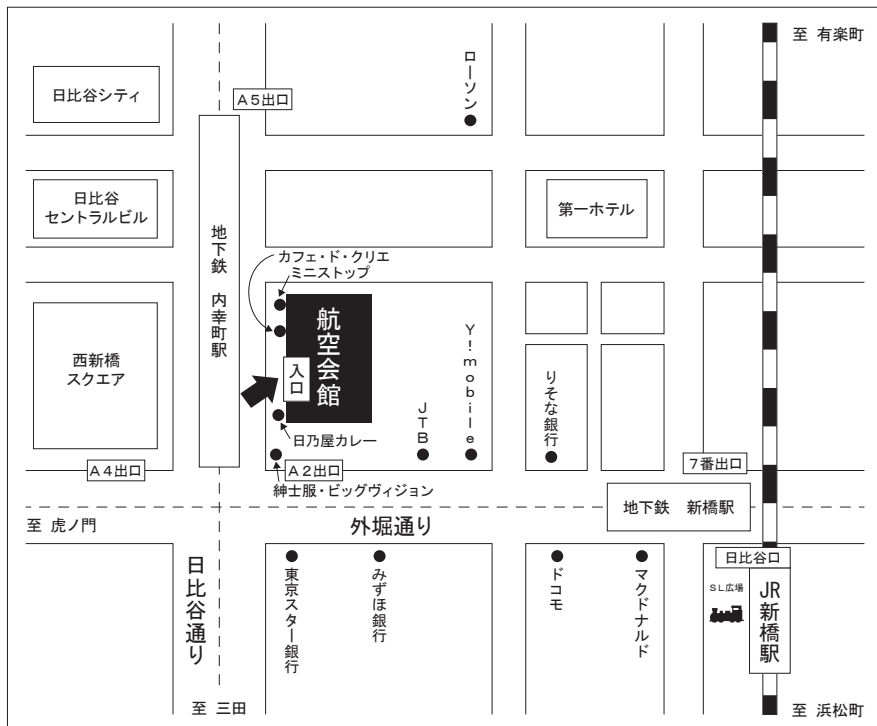 至 有楽町
ローソン
日比谷シティ
A5出口
日比谷
セントラルビル
第一ホテル
地下鉄 内幸町駅
カフェ・ド・クリエ
ミニストップ
航空会館
入口
西新橋
スクエア
Y!mobile
JTB
りそな銀行
日乃屋カレー
A4出口
A2出口
7番出口
紳士服・ビッグヴィジョン
地下鉄 新橋駅
至 虎ノ門
外堀通り
日比谷口
日比谷通り
東京スター銀行
みずほ銀行
ドコモ
マクドナルド
SL広場
JR新橋駅
至 三田
至 浜松町